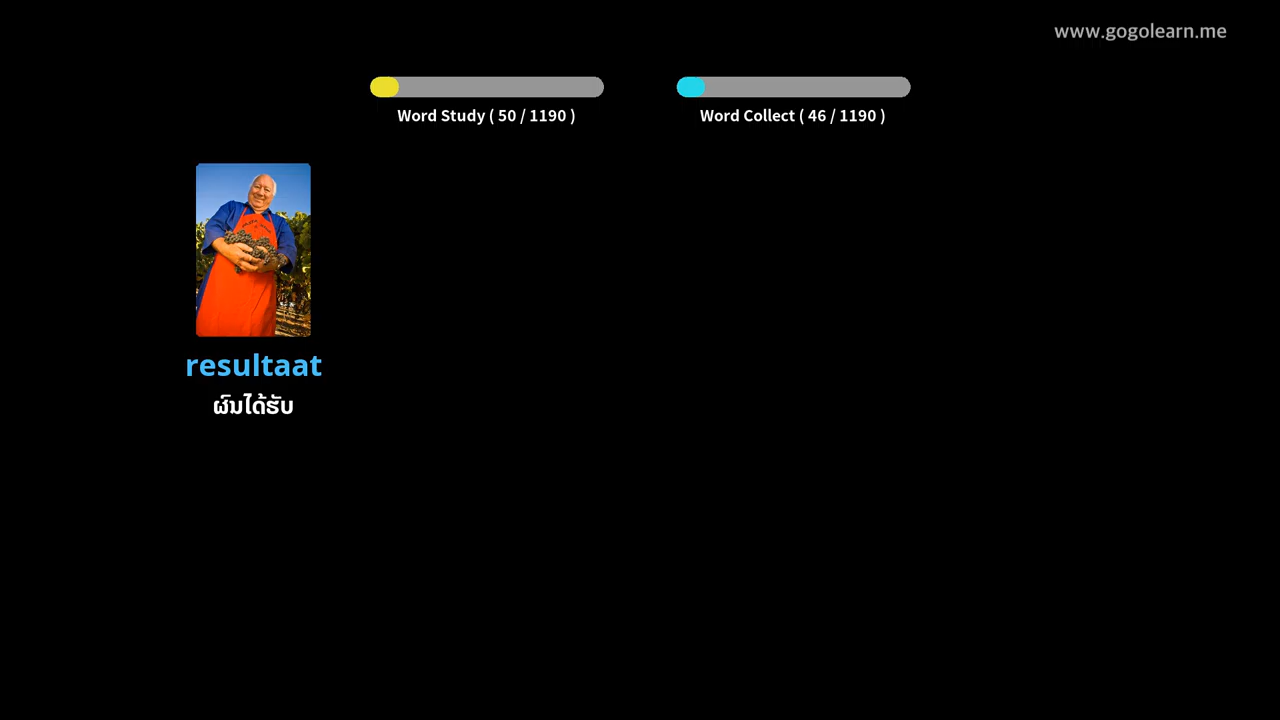 www.gogolearn.me
Word Study ( 50 / 1190 )
Word Collect ( 46 / 1190 )
resultaat
ຜົນໄດ້ຮັບ